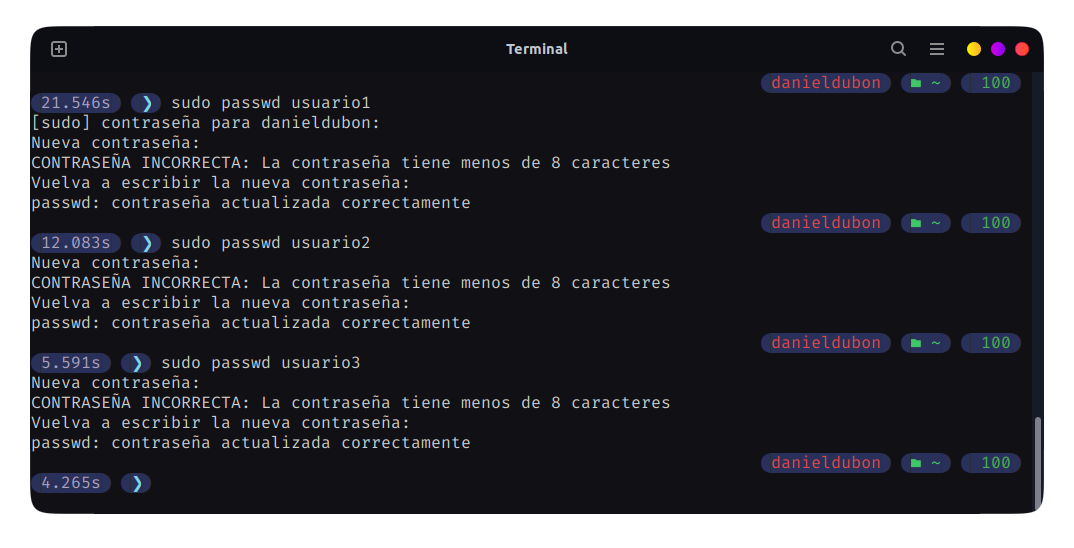 Terminal
danieldubon ~ 100
21.546s ❯ sudo passwd usuario1
[sudo] contraseña para danieldubon:
Nueva contraseña:
CONTRASEÑA INCORRECTA: La contraseña tiene menos de 8 caracteres
Vuelva a escribir la nueva contraseña:
passwd: contraseña actualizada correctamente
danieldubon ~ 100
12.083s ❯ sudo passwd usuario2
Nueva contraseña:
CONTRASEÑA INCORRECTA: La contraseña tiene menos de 8 caracteres
Vuelva a escribir la nueva contraseña:
passwd: contraseña actualizada correctamente
danieldubon ~ 100
5.591s ❯ sudo passwd usuario3
Nueva contraseña:
CONTRASEÑA INCORRECTA: La contraseña tiene menos de 8 caracteres
Vuelva a escribir la nueva contraseña:
passwd: contraseña actualizada correctamente
danieldubon ~ 100
4.265s ❯